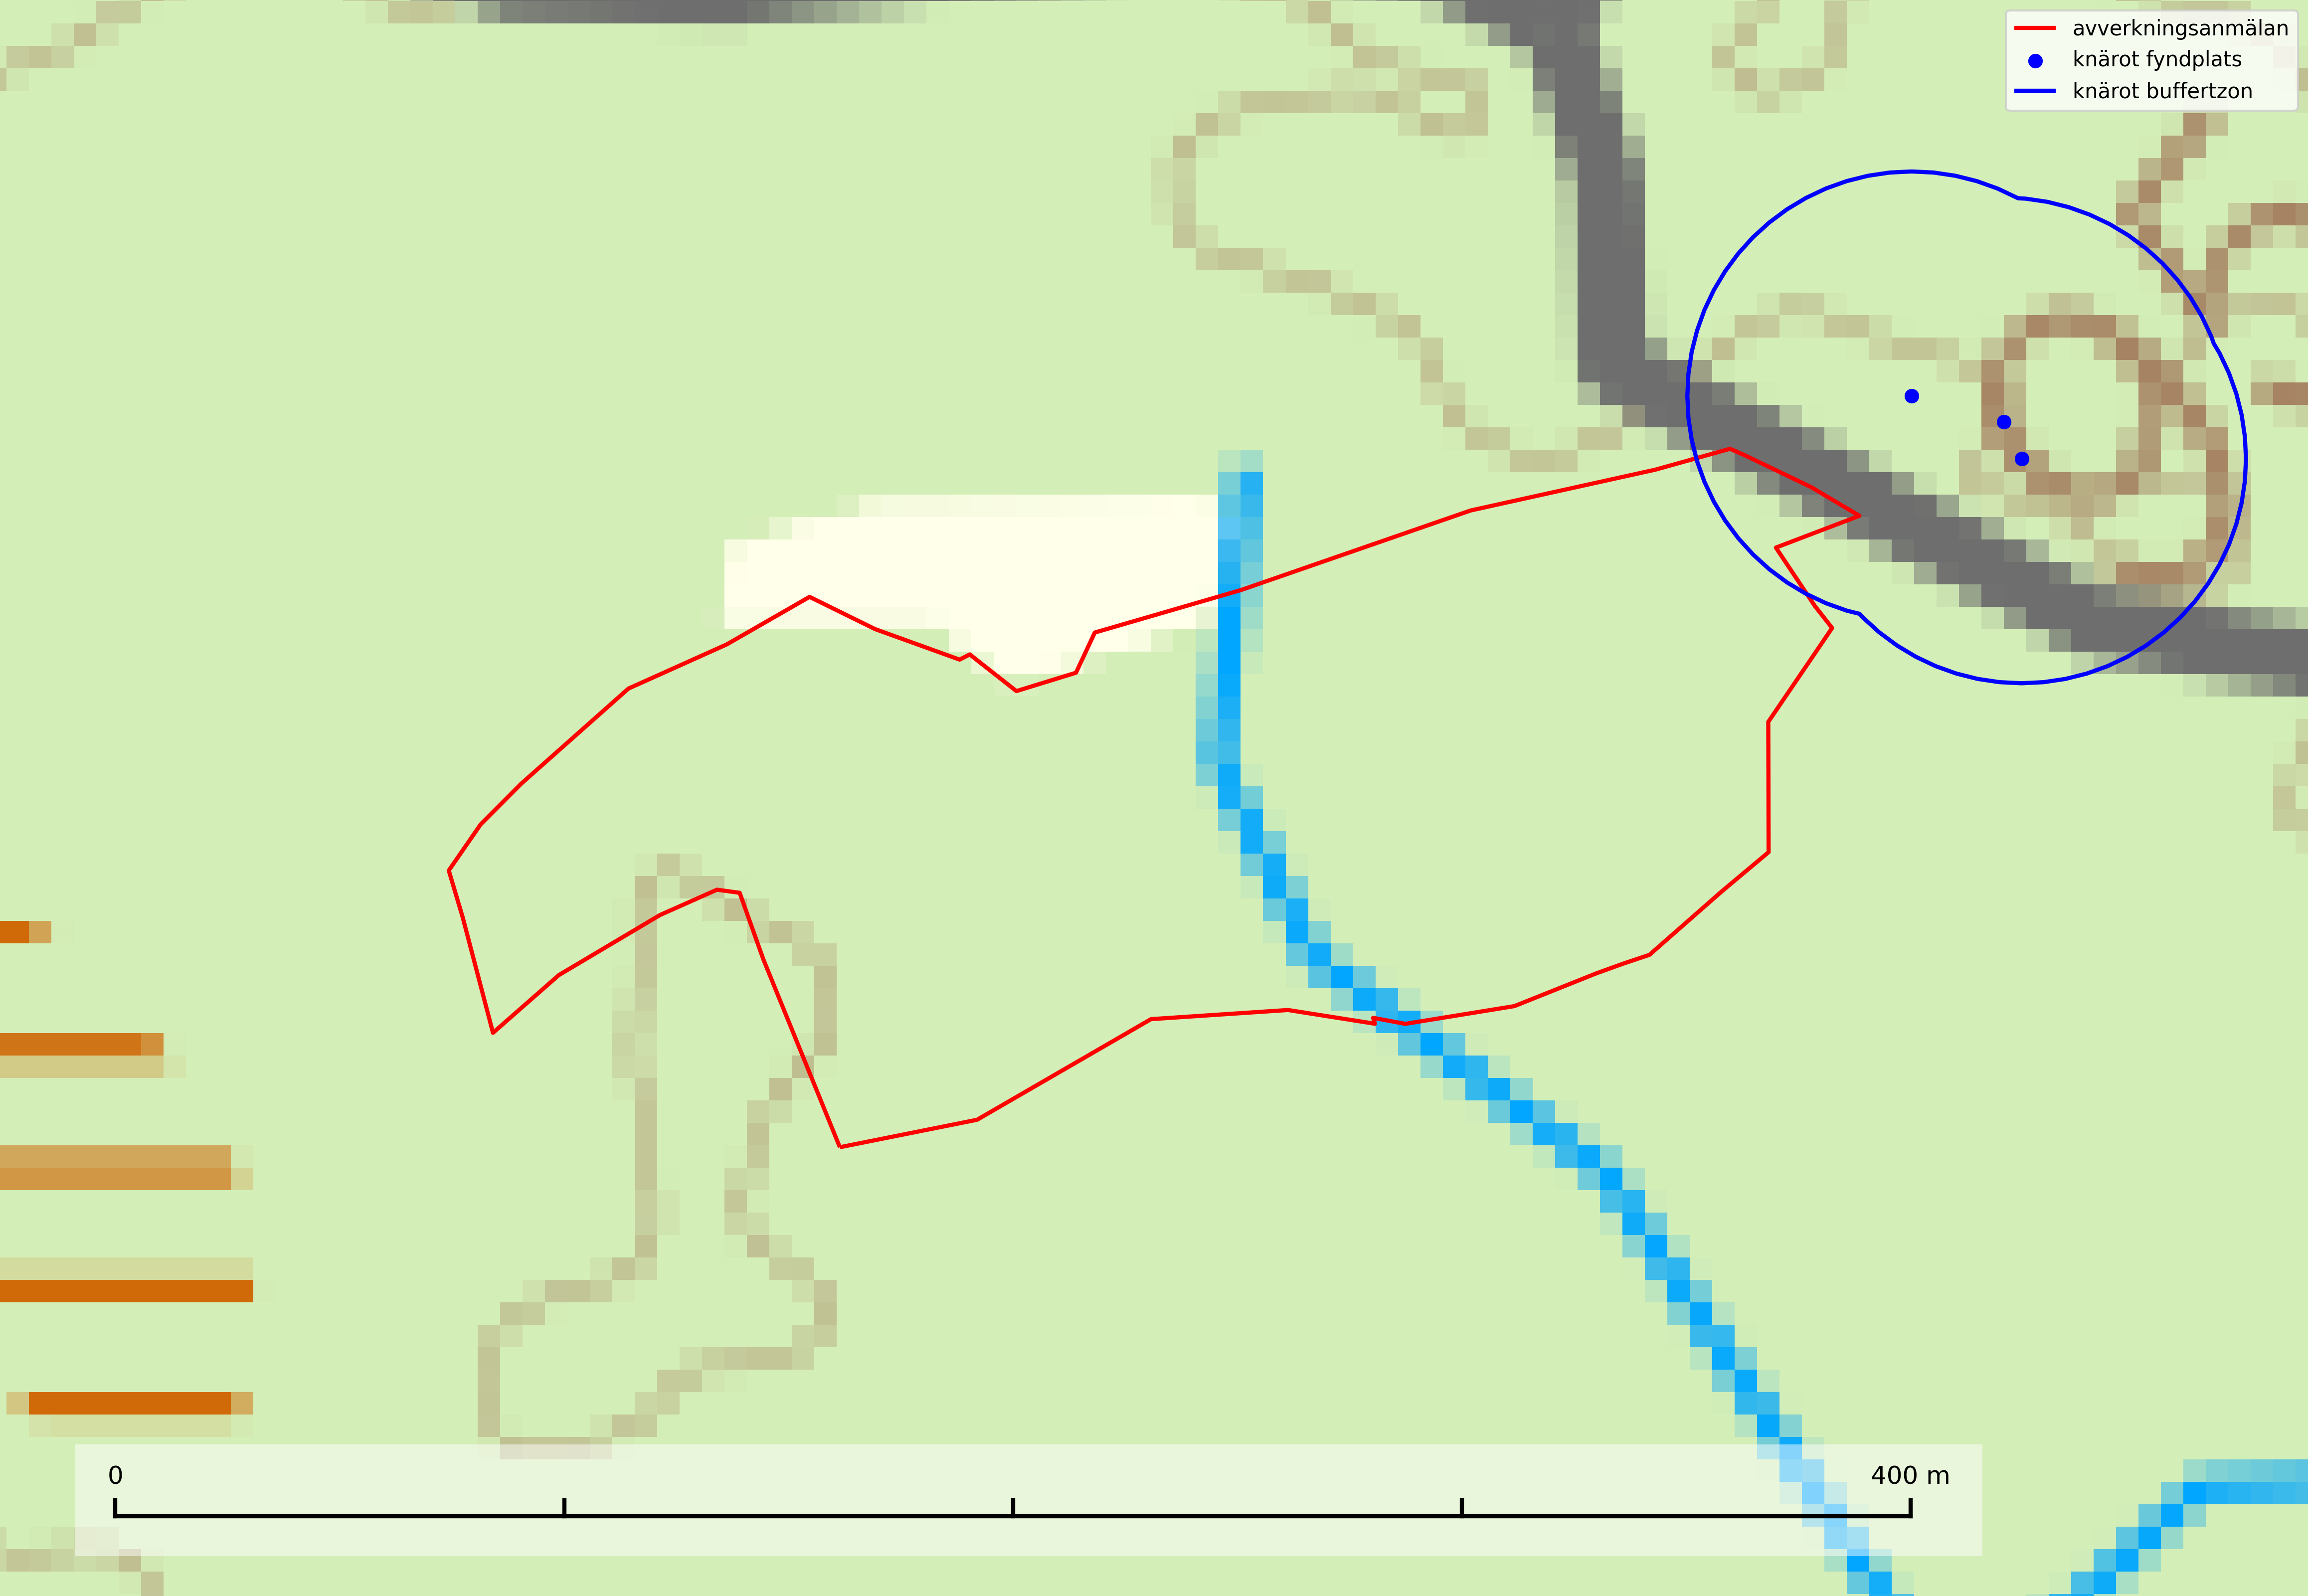 avverkningsanmälan
knärot fyndplats
knärot buffertzon
0
400 m